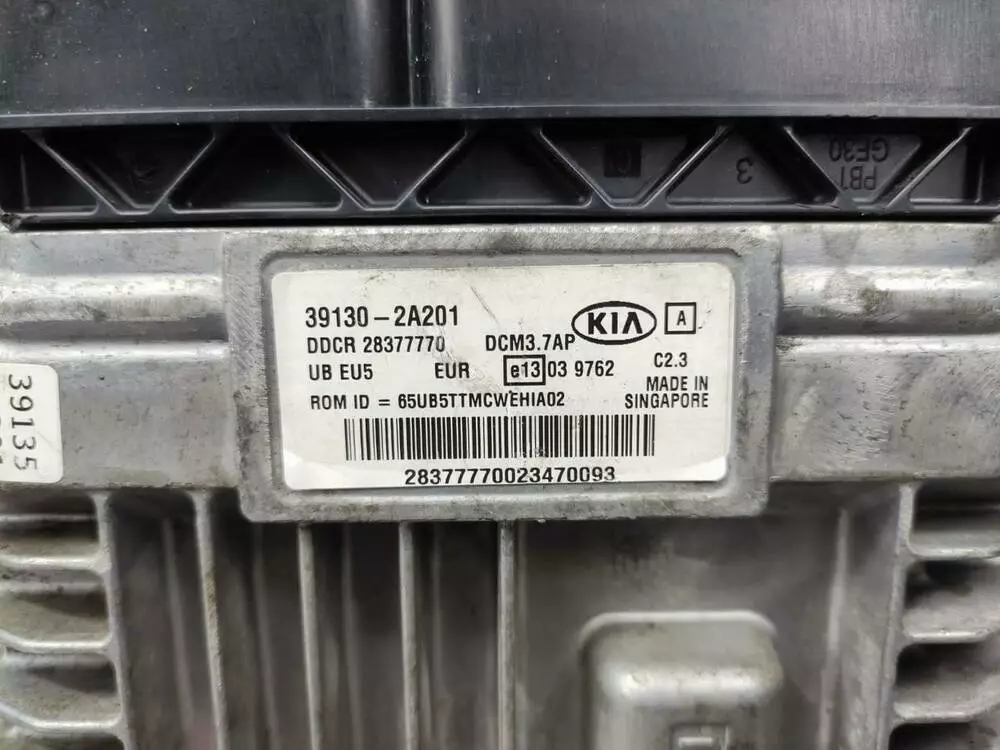 PB1
GF30
3
39130-2A201
KIA
A
DDCR 28377770 DCM3.7AP
UB EU5 EUR e13 03 9762 C2.3
MADE IN
SINGAPORE
ROM ID = 65UB5TTMCWEHIA02
28377770023470093
39135